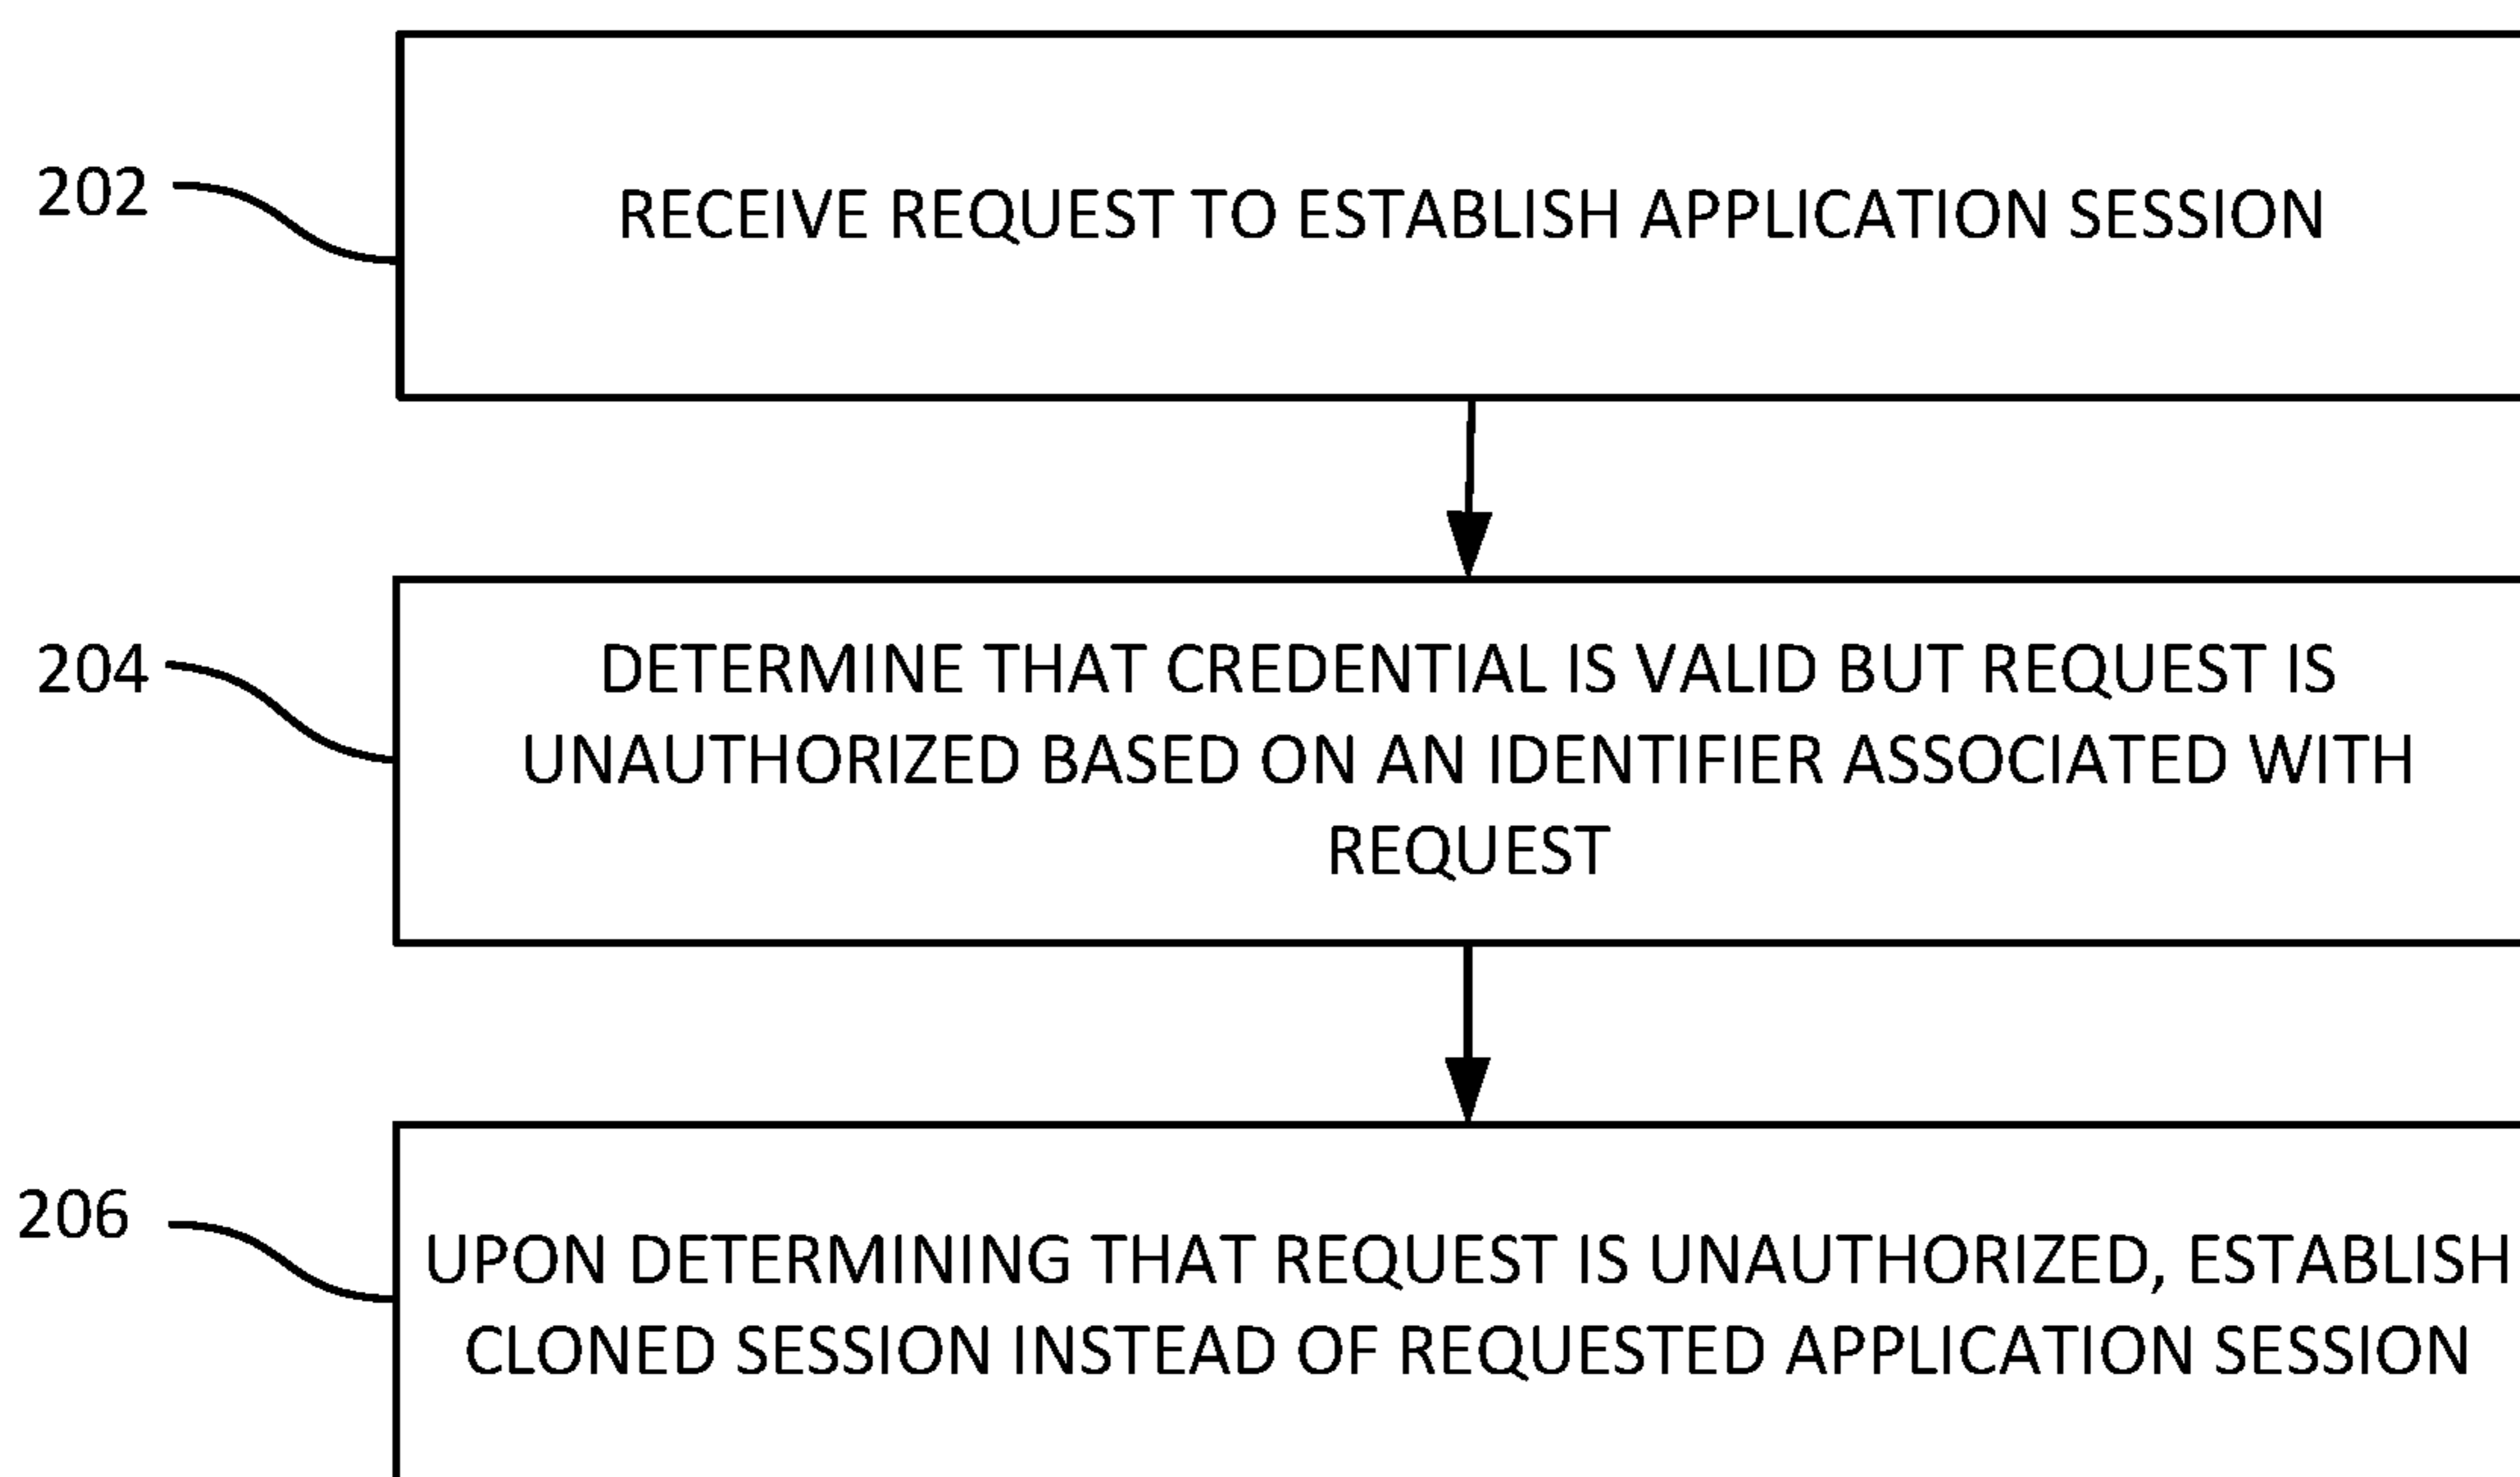 202
RECEIVE REQUEST TO ESTABLISH APPLICATION SESSION
204
DETERMINE THAT CREDENTIAL IS VALID BUT REQUEST IS
UNAUTHORIZED BASED ON AN IDENTIFIER ASSOCIATED WITH
REQUEST
206
UPON DETERMINING THAT REQUEST IS UNAUTHORIZED, ESTABLISH
CLONED SESSION INSTEAD OF REQUESTED APPLICATION SESSION